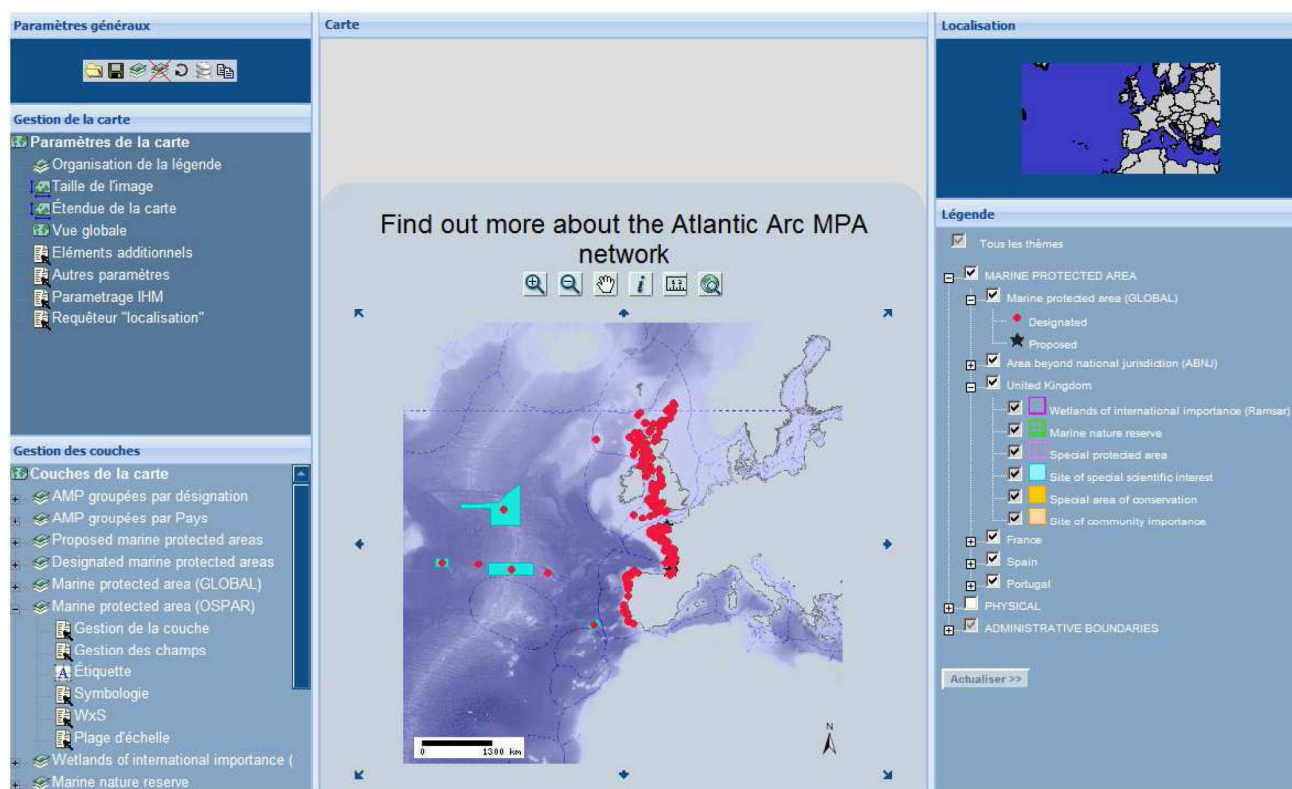 Paramètres généraux
Gestion de la carte
Paramètres de la carte
Organisation de la légende
Taille de l'image
Étendue de la carte
Vue globale
Eléments additionnels
Autres paramètres
Parametrage IHM
Requêteur "localisation"
Gestion des couches
Couches de la carte
AMP groupées par désignation
AMP groupées par Pays
Proposed marine protected areas
Designated marine protected areas
Marine protected area (GLOBAL)
Marine protected area (OSPAR)
Gestion de la couche
Gestion des champs
A Étiquette
Symbologie
WxS
Plage d'échelle
Wetlands of international importance (
Marine nature reserve
Carte
Find out more about the Atlantic Arc MPA
network
0 1300 km
N
Localisation
Légende
Tous les thèmes
MARINE PROTECTED AREA
Marine protected area (GLOBAL)
Designated
Proposed
Area beyond national jurisdiction (ABNJ)
United Kingdom
Wetlands of international importance (Ramsar)
Marine nature reserve
Special protected area
Site of special scientific interest
Special area of conservation
Site of community importance
France
Spain
Portugal
PHYSICAL
ADMINISTRATIVE BOUNDARIES
Actualiser >>